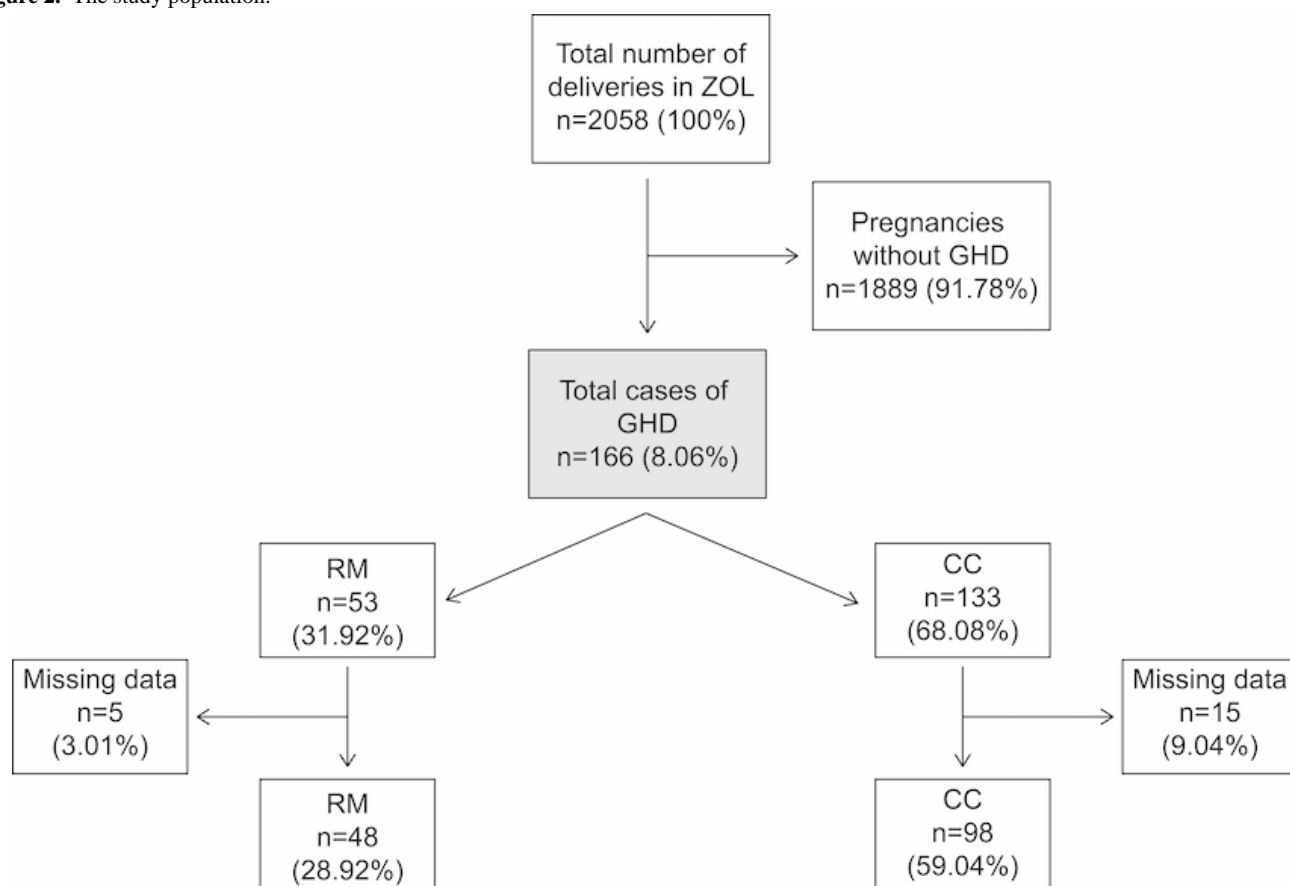 gure 2. The study population.
Total number of
deliveries in ZOL
n=2058 (100%)
Pregnancies
without GHD
n=1889 (91.78%)
Total cases of
GHD
n=166 (8.06%)
RM
n=53
(31.92%)
CC
n=133
(68.08%)
Missing data
n=5
(3.01%)
Missing data
n=15
(9.04%)
RM
n=48
(28.92%)
CC
n=98
(59.04%)